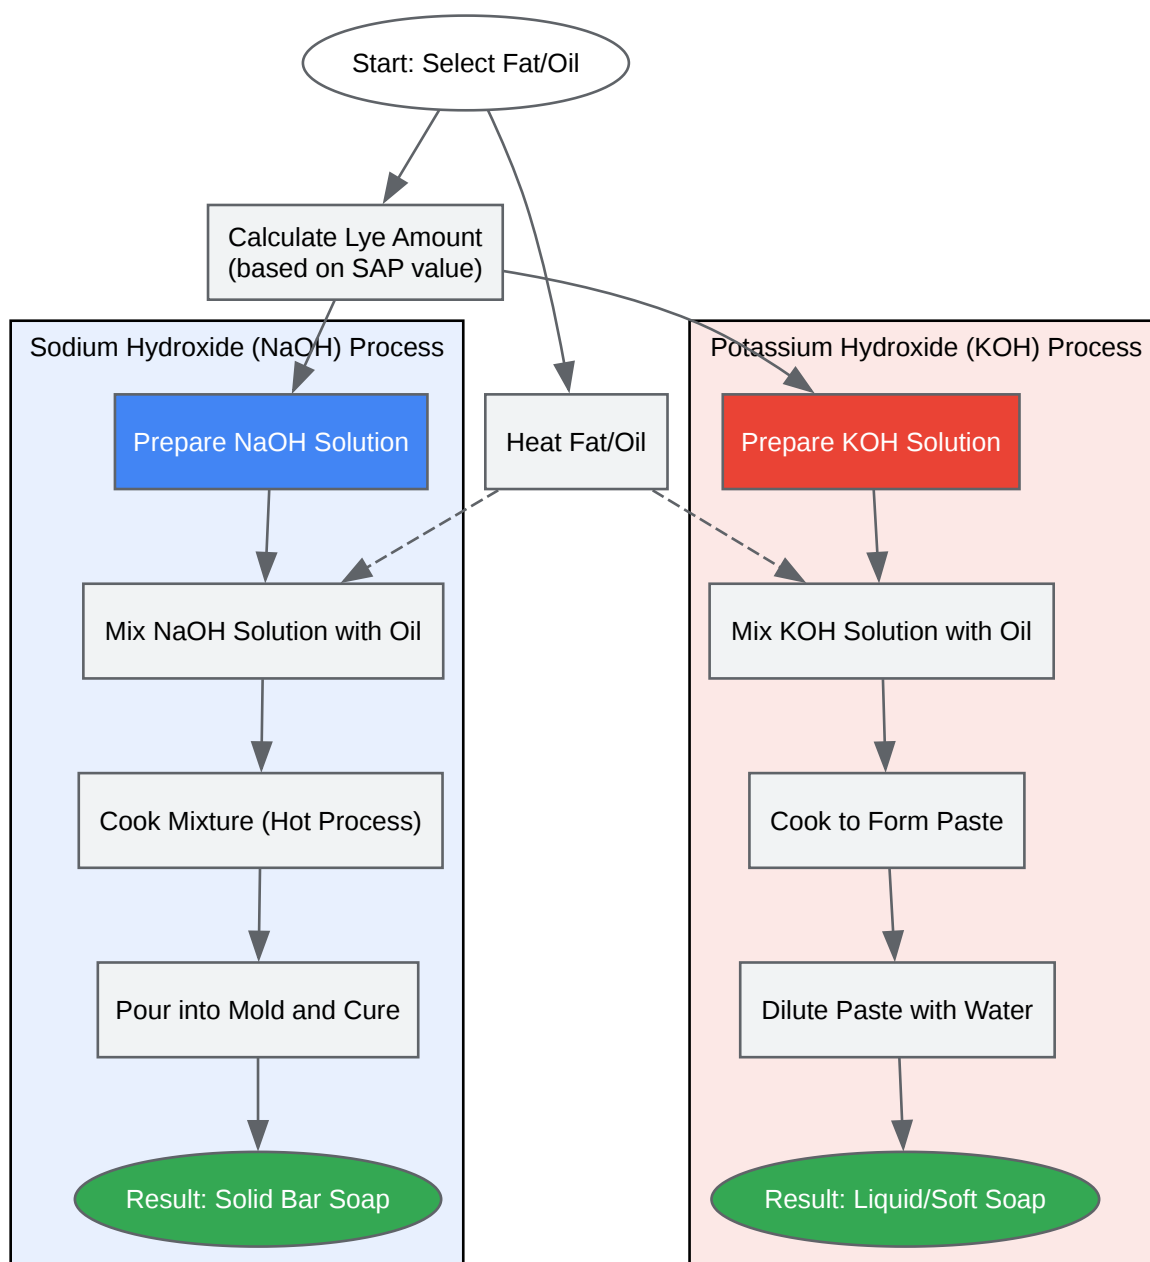 Start: Select Fat/Oil
Calculate Lye Amount
(based on SAP value)
Sodium Hydroxide (NaOH) Process
Potassium Hydroxide (KOH) Process
Prepare NaOH Solution
Heat Fat/Oil
Prepare KOH Solution
Mix NaOH Solution with Oil
Mix KOH Solution with Oil
Cook Mixture (Hot Process)
Cook to Form Paste
Pour into Mold and Cure
Dilute Paste with Water
Result: Solid Bar Soap
Result: Liquid/Soft Soap